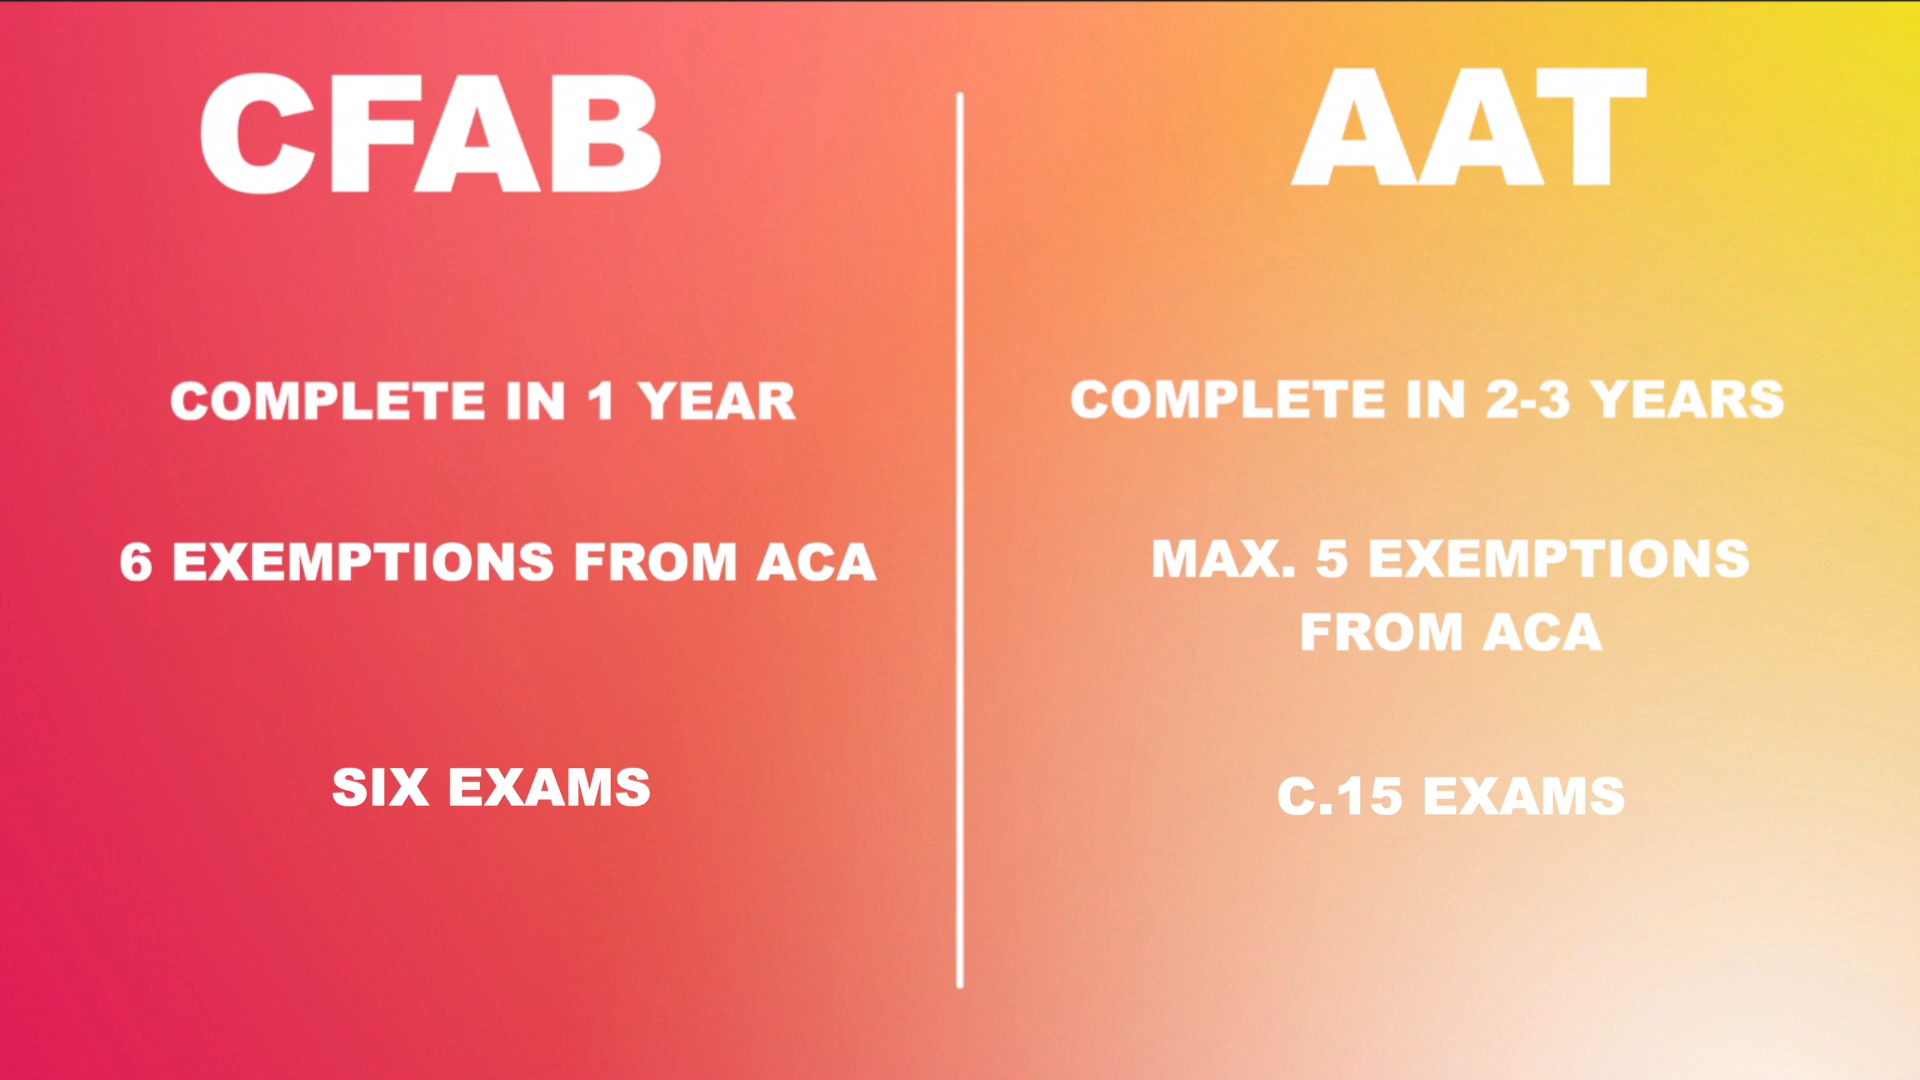 CFAB
COMPLETE IN 1 YEAR
6 EXEMPTIONS FROM ACA
SIX EXAMS
AAT
COMPLETE IN 2-3 YEARS
MAX. 5 EXEMPTIONS
FROM ACA
C.15 EXAMS